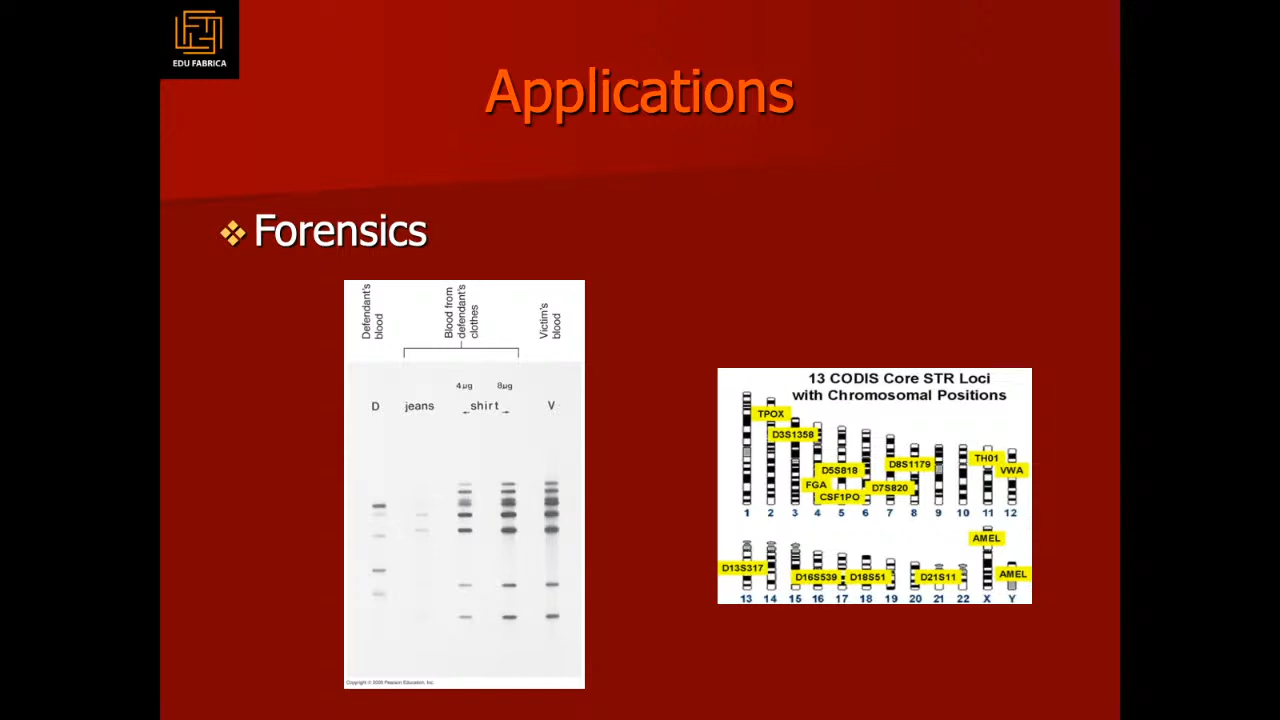 EDU FABRICA
Applications
Forensics
Defendant's
blood
Blood from
defendant's
clothes
Victim's
blood
4µg 8µg
D jeans shirt V
Copyright © 2009 Pearson Education, Inc.
13 CODIS Core STR Loci
with Chromosomal Positions
TPOX
D3S1358
D5S818
FGA
CSF1PO
D8S1179
D7S820
TH01
VWA
1 2 3 4 5 6 7 8 9 10 11 12
AMEL
D13S317
D16S539
D18S51
D21S11
AMEL
13 14 15 16 17 18 19 20 21 22 X Y